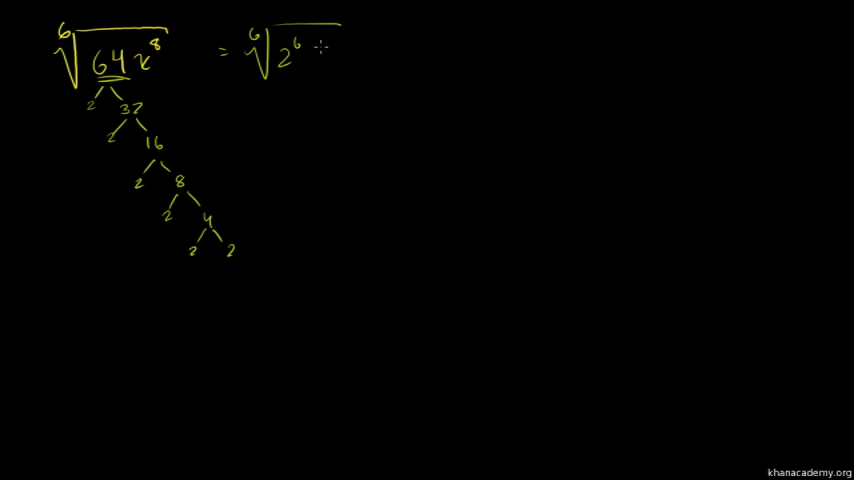 ⁶√64x⁸ = ⁶√2⁶
2 32
2 16
2 8
2 4
2 2
khanacademy.org